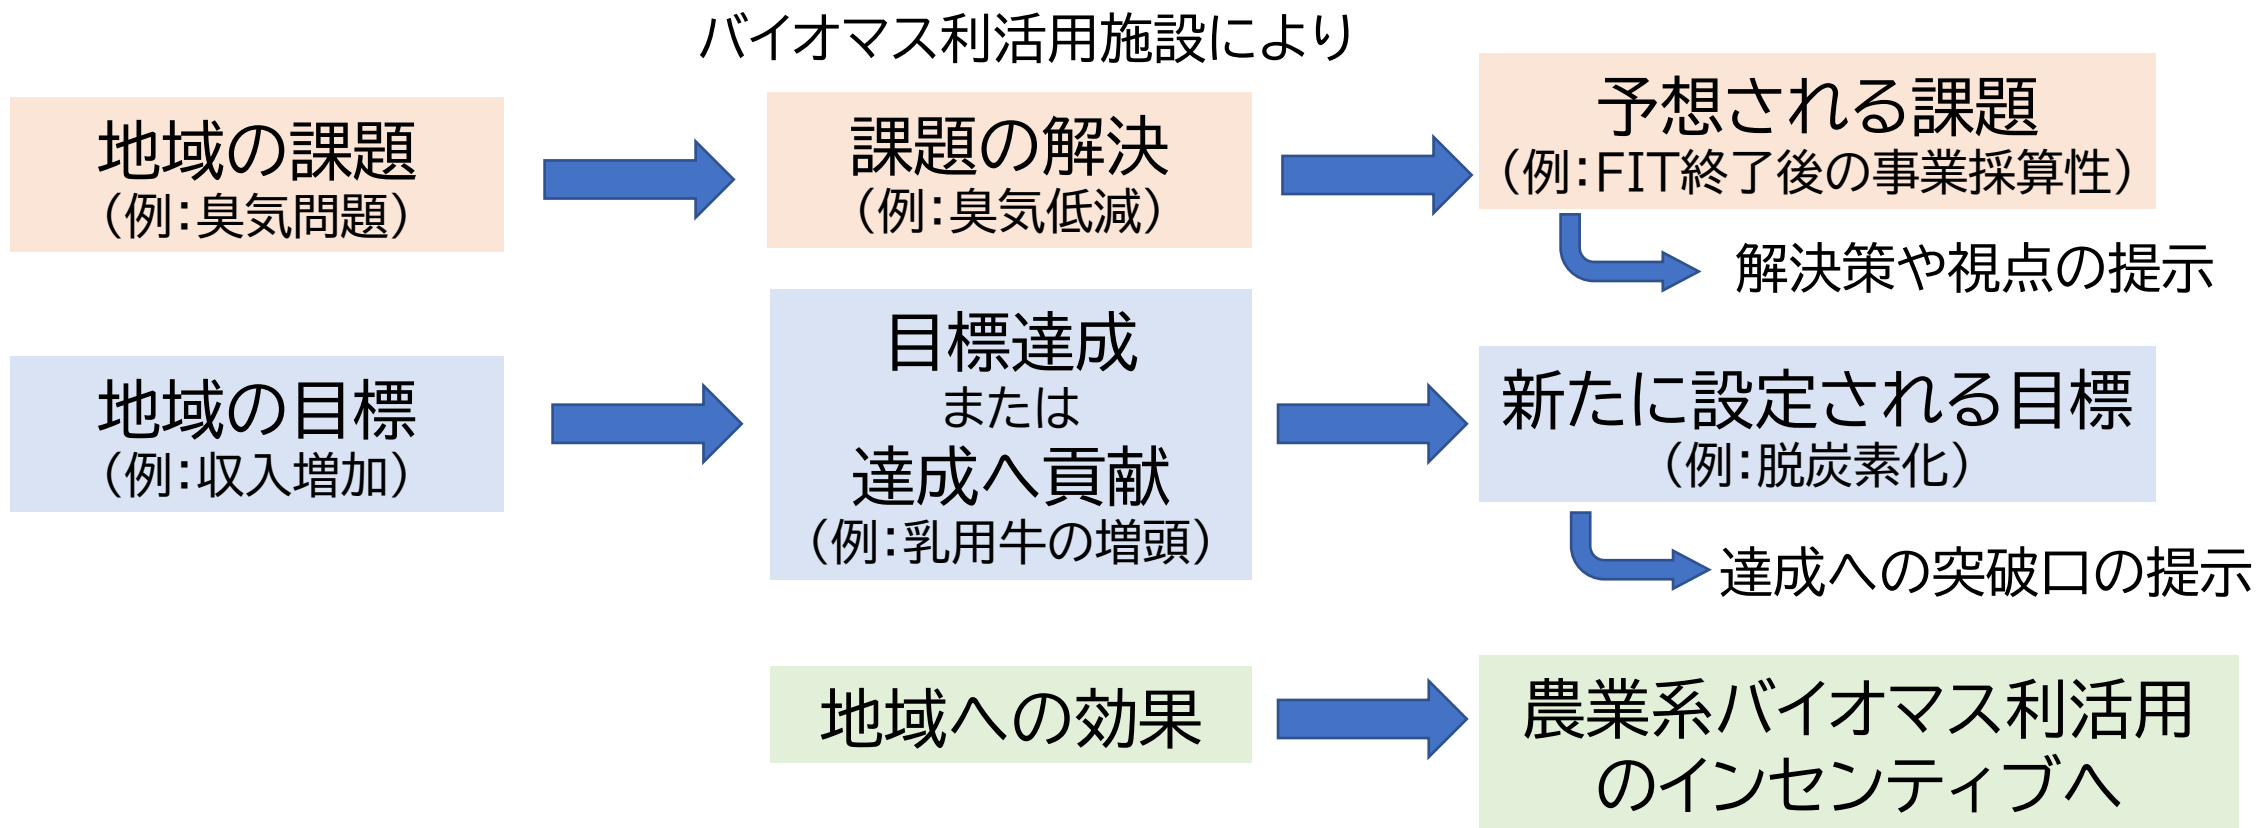 バイオマス利活用施設により
地域の課題
（例：臭気問題）
課題の解決
（例：臭気低減）
予想される課題
（例：FIT終了後の事業採算性）
解決策や視点の提示
地域の目標
（例：収入増加）
目標達成
または
達成へ貢献
（例：乳用牛の増頭）
新たに設定される目標
（例：脱炭素化）
達成への突破口の提示
地域への効果
農業系バイオマス利活用
のインセンティブへ